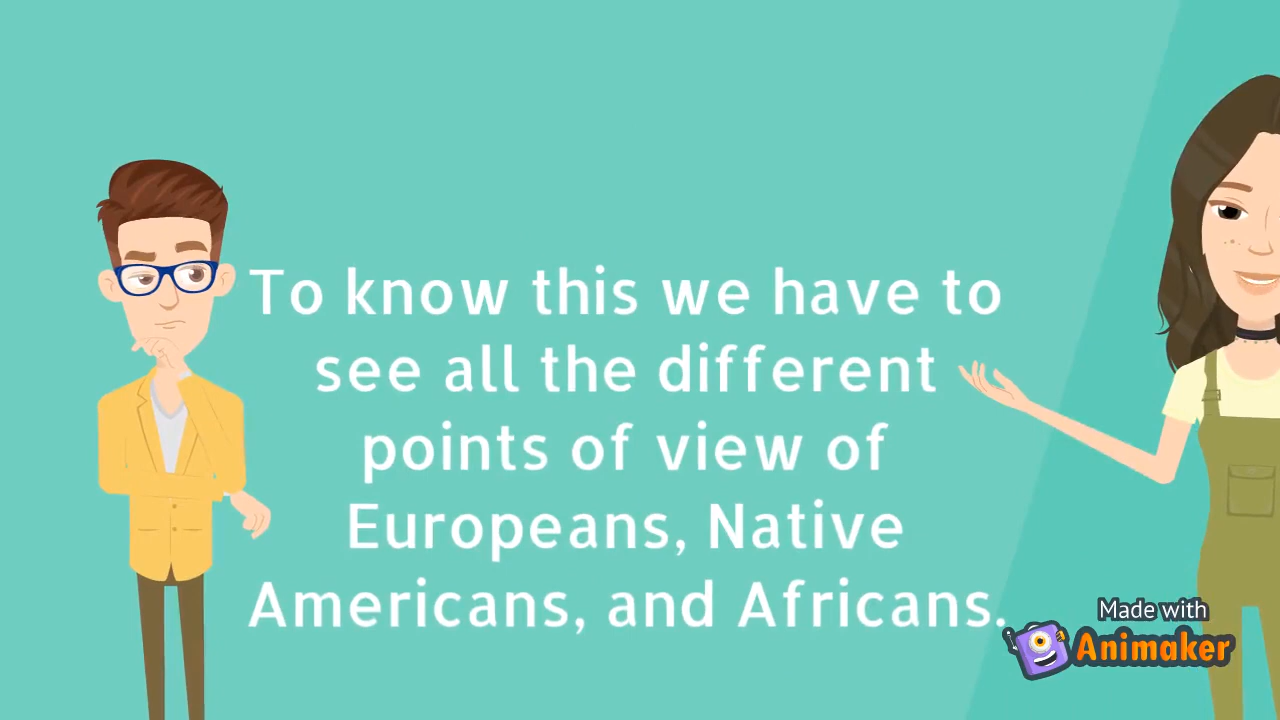 To know this we have to
see all the different
points of view of
Europeans, Native
Americans, and Africans.
Made with
Animaker